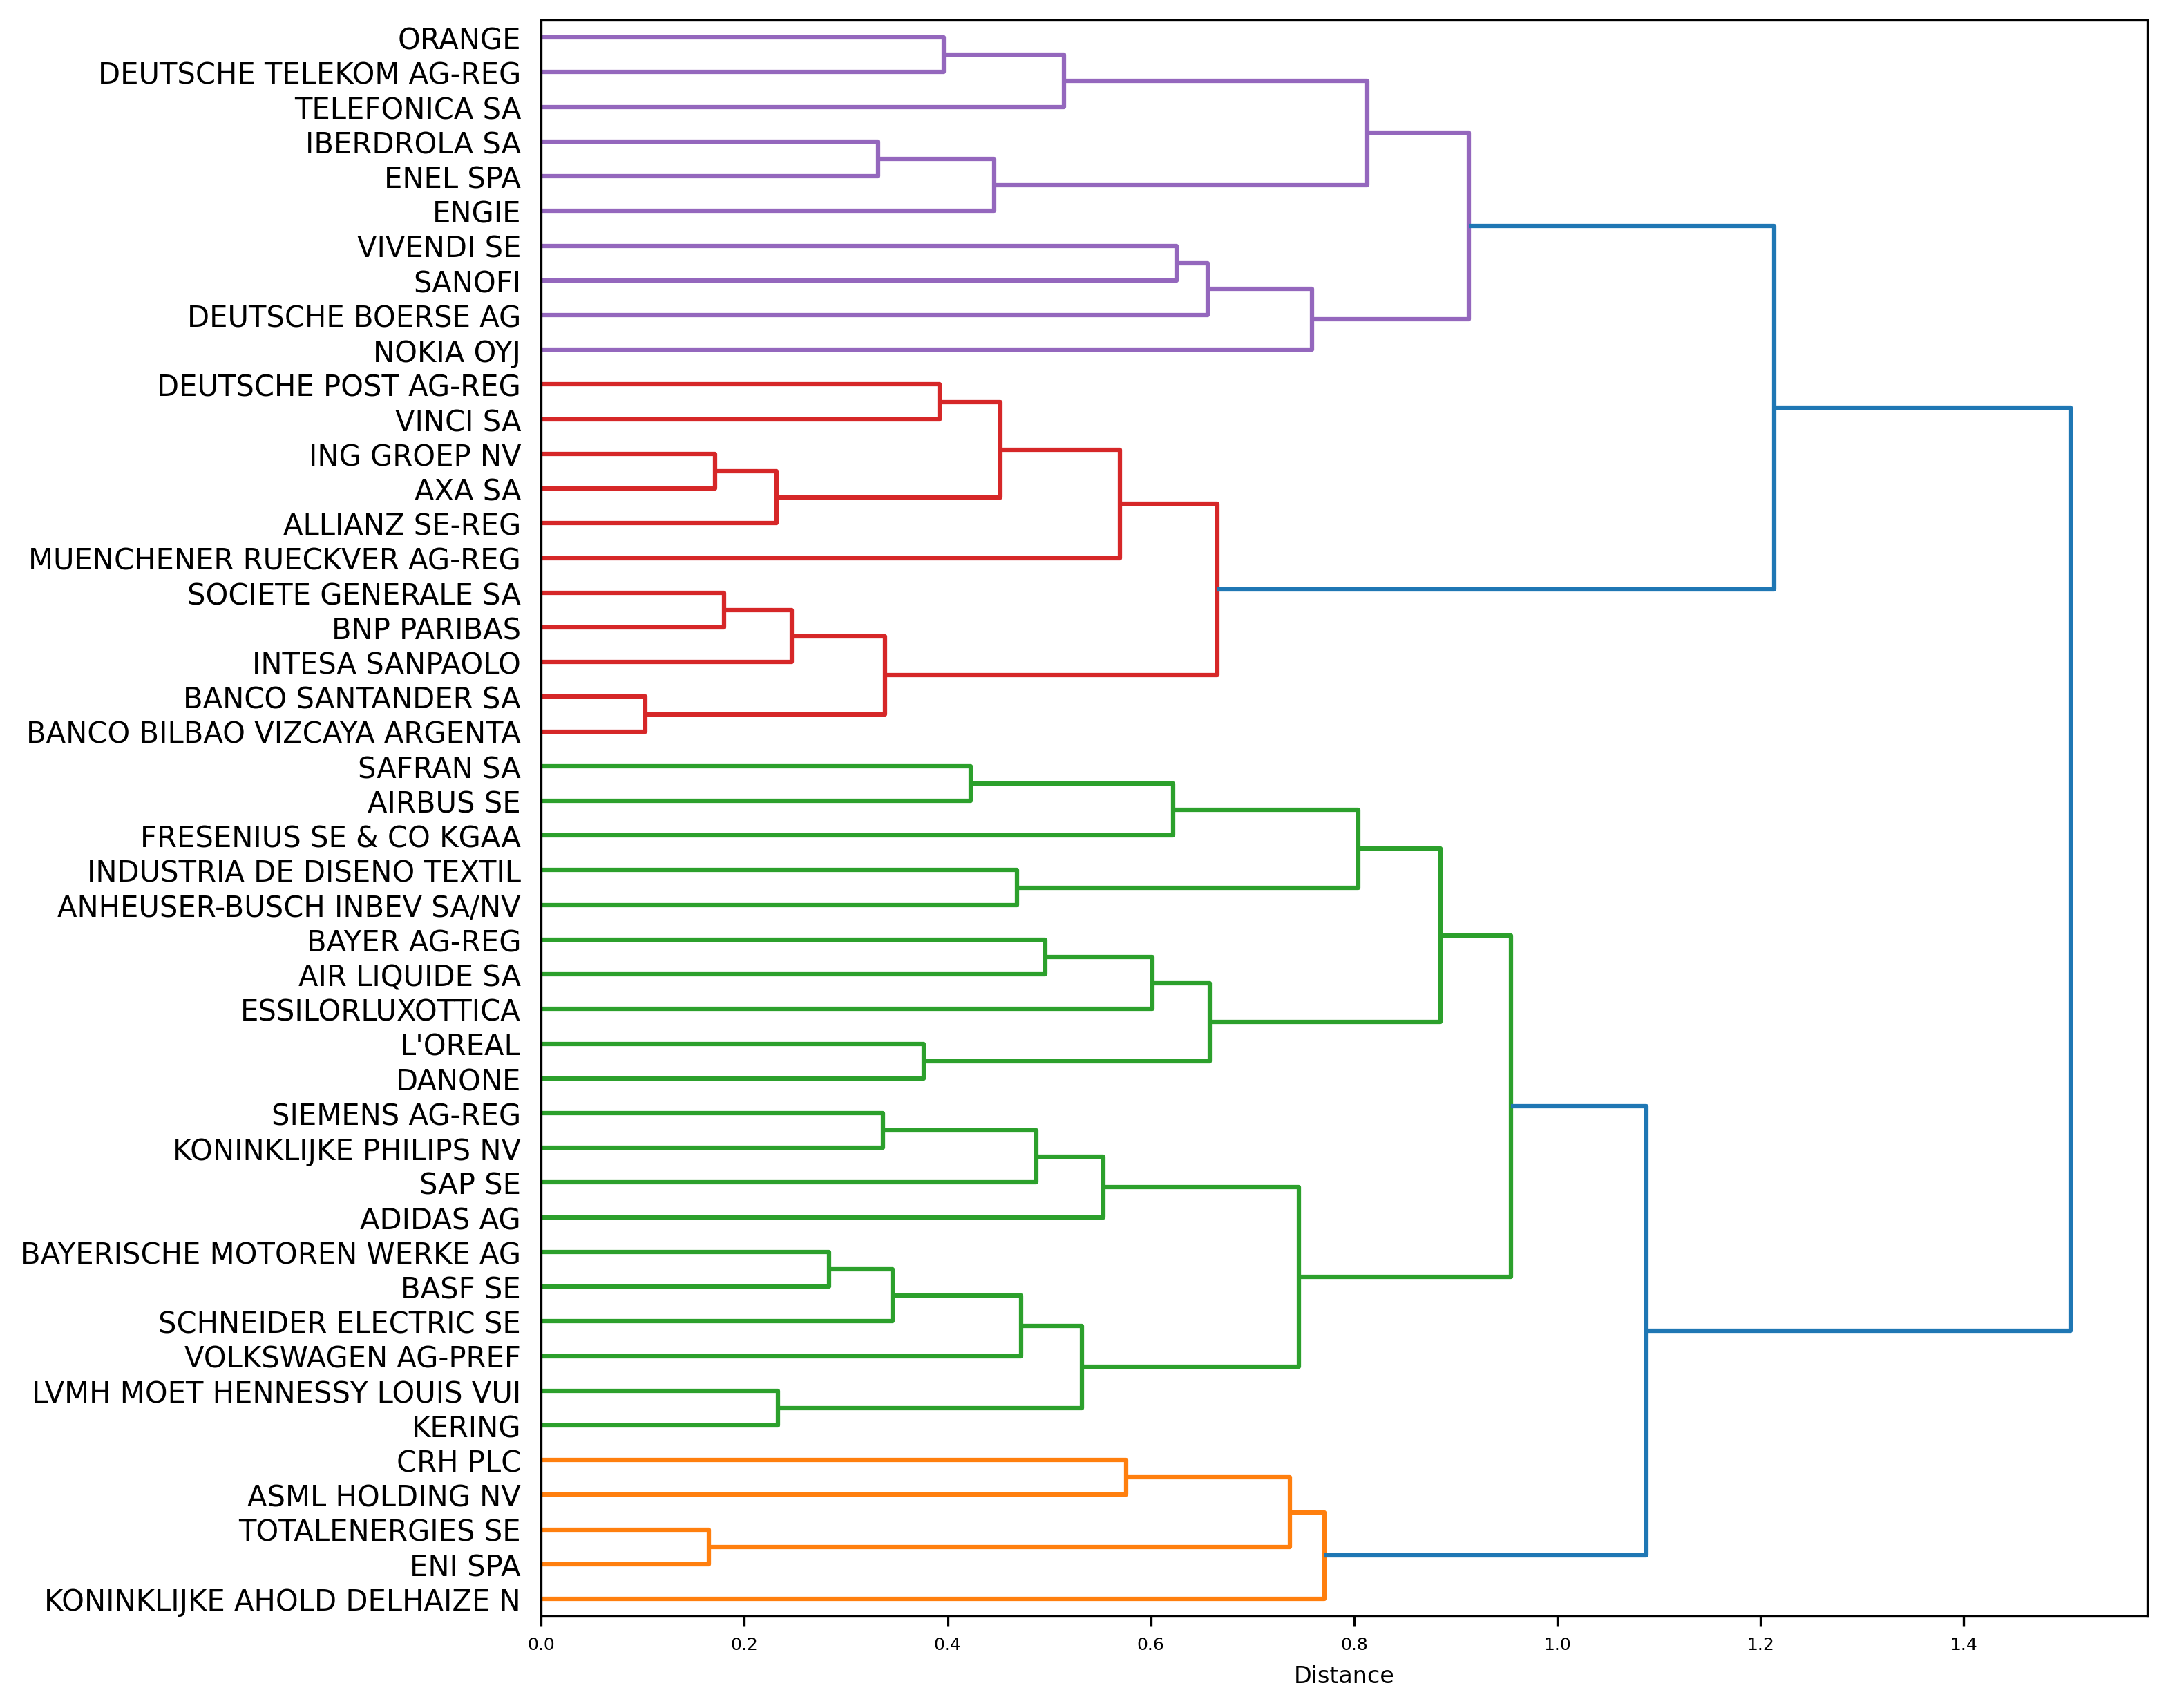 ORANGE
DEUTSCHE TELEKOM AG-REG
TELEFONICA SA
IBERDROLA SA
ENEL SPA
ENGIE
VIVENDI SE
SANOFI
DEUTSCHE BOERSE AG
NOKIA OYJ
DEUTSCHE POST AG-REG
VINCI SA
ING GROEP NV
AXA SA
ALLIANZ SE-REG
MUENCHENER RUECKVER AG-REG
SOCIETE GENERALE SA
BNP PARIBAS
INTESA SANPAOLO
BANCO SANTANDER SA
BANCO BILBAO VIZCAYA ARGENTA
SAFRAN SA
AIRBUS SE
FRESENIUS SE & CO KGAA
INDUSTRIA DE DISENO TEXTIL
ANHEUSER-BUSCH INBEV SA/NV
BAYER AG-REG
AIR LIQUIDE SA
ESSILORLUXOTTICA
L'OREAL
DANONE
SIEMENS AG-REG
KONINKLIJKE PHILIPS NV
SAP SE
ADIDAS AG
BAYERISCHE MOTOREN WERKE AG
BASF SE
SCHNEIDER ELECTRIC SE
VOLKSWAGEN AG-PREF
LVMH MOET HENNESSY LOUIS VUI
KERING
CRH PLC
ASML HOLDING NV
TOTALENERGIES SE
ENI SPA
KONINKLIJKE AHOLD DELHAIZE N
0.0 0.2 0.4 0.6 0.8 1.0 1.2 1.4
Distance